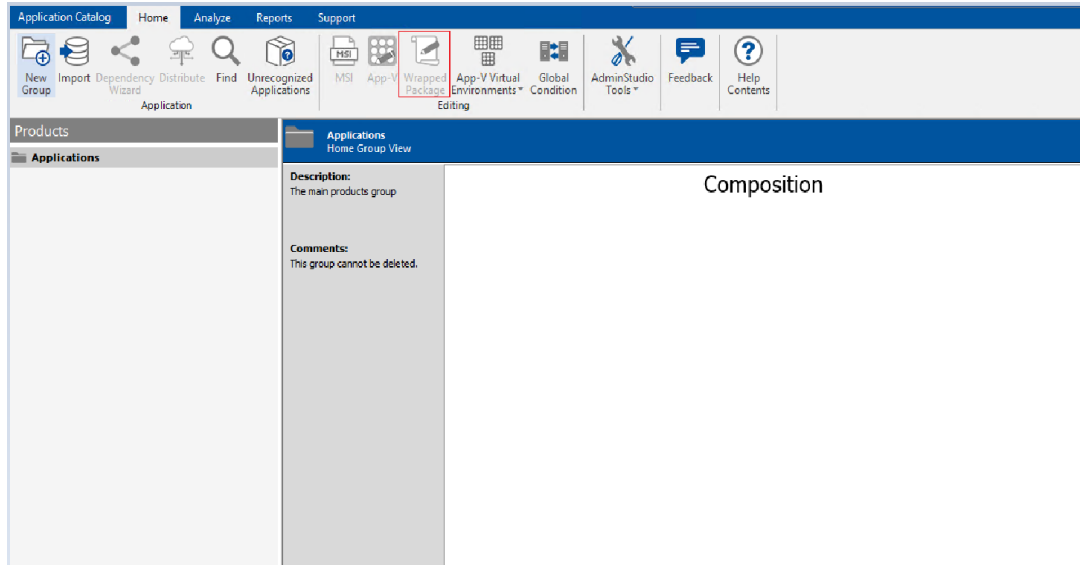 Application Catalog Home Analyze Reports Support
New Group
Import
Dependency Wizard
Distribute
Find
Unrecognized Applications
MSI
MSI
App-V
Wrapped Package
App-V Virtual Environments
Global Condition
AdminStudio Tools
Feedback
Help Contents
Application
Editing
Products
Applications
Applications
Home Group View
Description:
The main products group
Comments:
This group cannot be deleted.
Composition